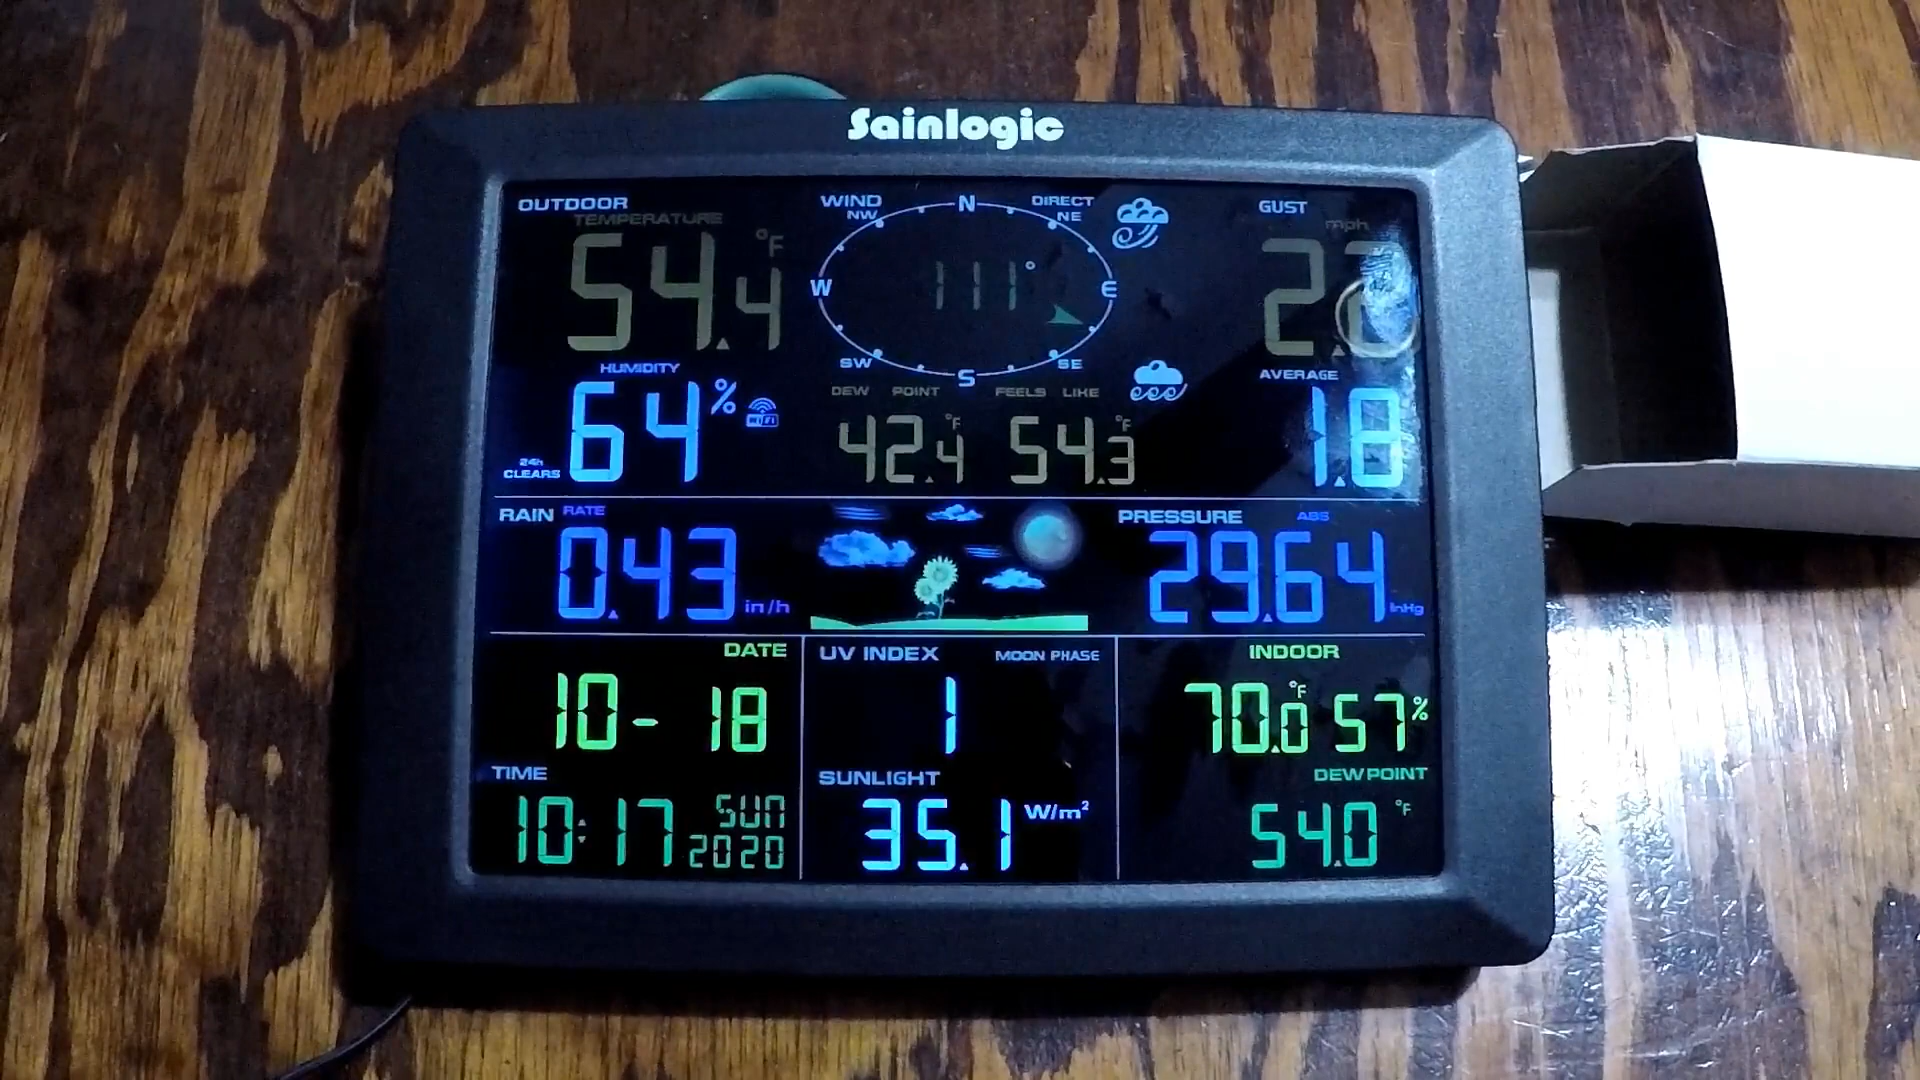 Sainlogic
OUTDOOR
TEMPERATURE
54.4 °F
HUMIDITY
64 %
WiFi
24h
CLEARS
WIND DIRECT
N
NW NE
W 111° E
SW SE
S
DEW POINT FEELS LIKE
42.4 °F 54.3 °F
GUST
mph
2.2
AVERAGE
1.8
RAIN RATE
0.43 in/h
PRESSURE ABS
29.64 inHg
DATE
10- 18
TIME
10:17 SUN
2020
UV INDEX MOON PHASE
1
SUNLIGHT
35.1 W/m²
INDOOR
70.0 °F 57 %
DEWPOINT
54.0 °F